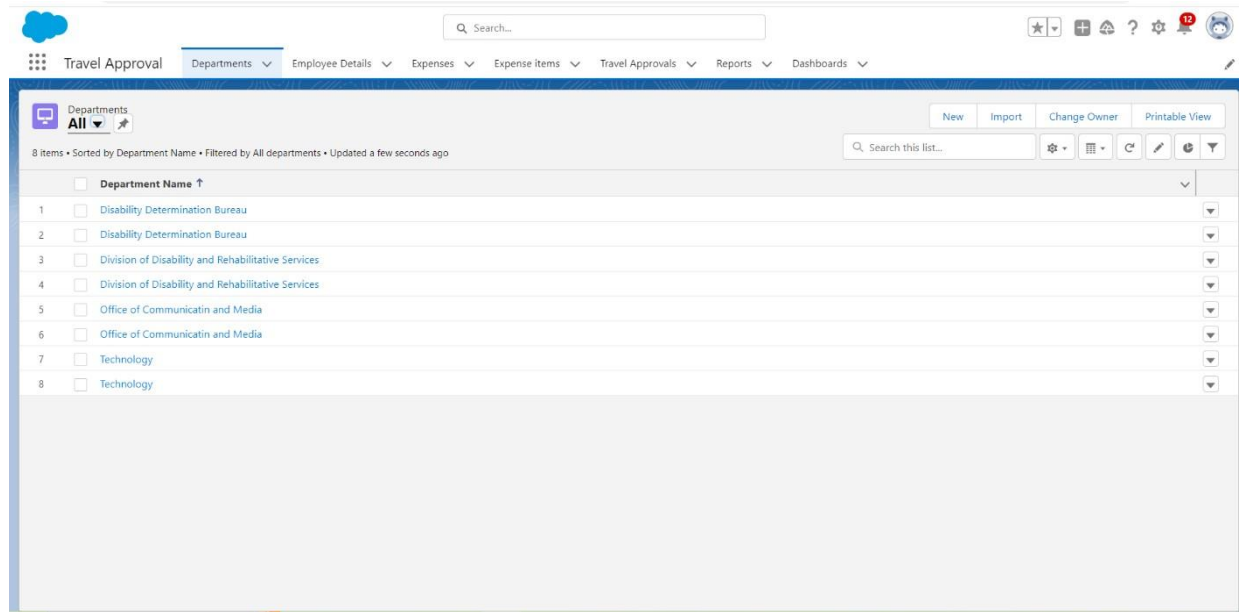 Search...
12
Travel Approval Departments Employee Details Expenses Expense items Travel Approvals Reports Dashboards
Departments
All
New Import Change Owner Printable View
8 items • Sorted by Department Name • Filtered by All departments • Updated a few seconds ago
Search this list...
Department Name ↑
1 Disability Determination Bureau
2 Disability Determination Bureau
3 Division of Disability and Rehabilitative Services
4 Division of Disability and Rehabilitative Services
5 Office of Communicatin and Media
6 Office of Communicatin and Media
7 Technology
8 Technology